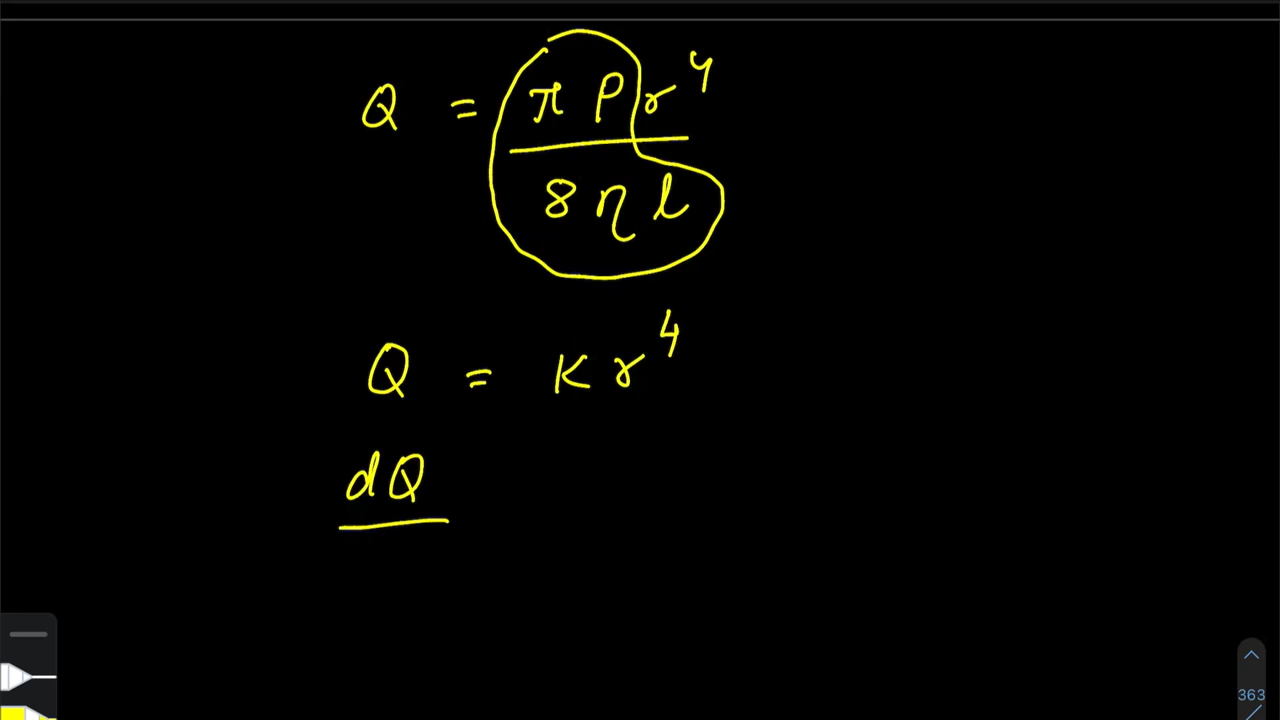 Q = πPr⁴
8ηl
Q = Kr⁴
dQ
363